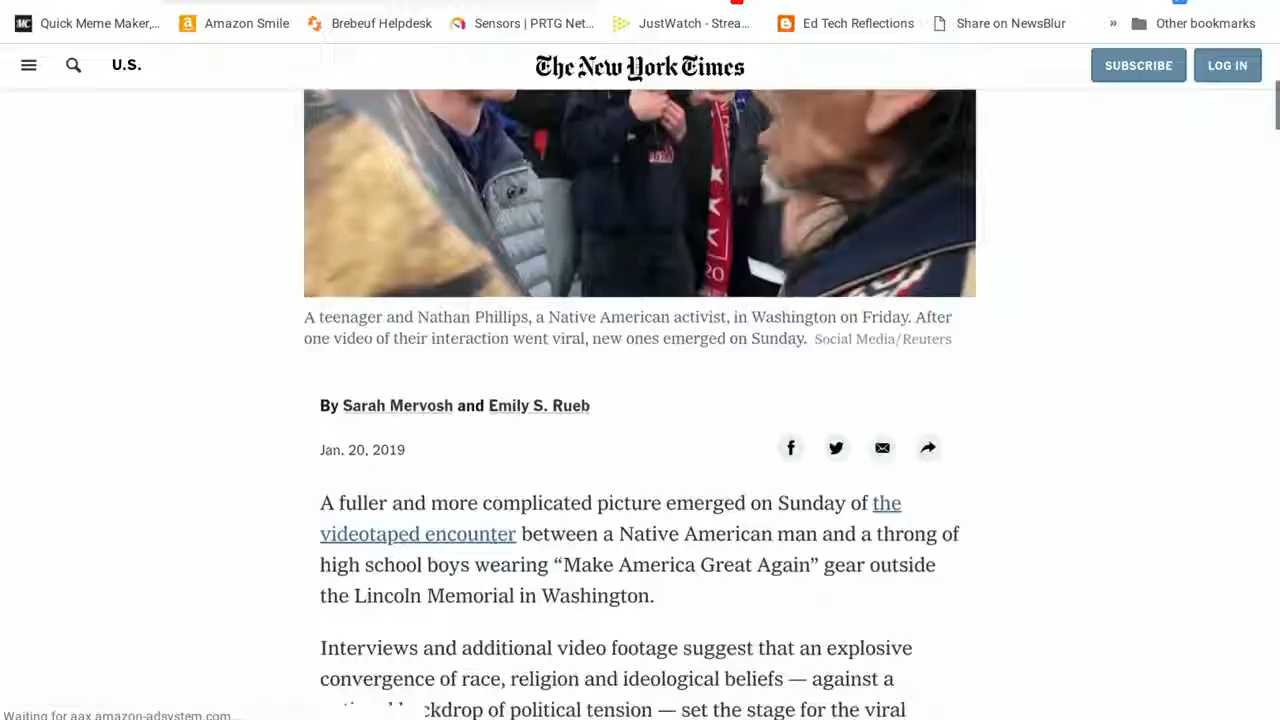 Quick Meme Maker,...
Amazon Smile
Brebeuf Helpdesk
Sensors | PRTG Net...
JustWatch - Strea...
Ed Tech Reflections
Share on NewsBlur
»
Other bookmarks
U.S.
The New York Times
SUBSCRIBE
LOG IN
20
A teenager and Nathan Phillips, a Native American activist, in Washington on Friday. After
one video of their interaction went viral, new ones emerged on Sunday. Social Media/Reuters
By Sarah Mervosh and Emily S. Rueb
Jan. 20, 2019
A fuller and more complicated picture emerged on Sunday of the
videotaped encounter between a Native American man and a throng of
high school boys wearing “Make America Great Again” gear outside
the Lincoln Memorial in Washington.
Interviews and additional video footage suggest that an explosive
convergence of race, religion and ideological beliefs — against a
ckdrop of political tension — set the stage for the viral
Waiting for aax.amazon-adsystem.com...